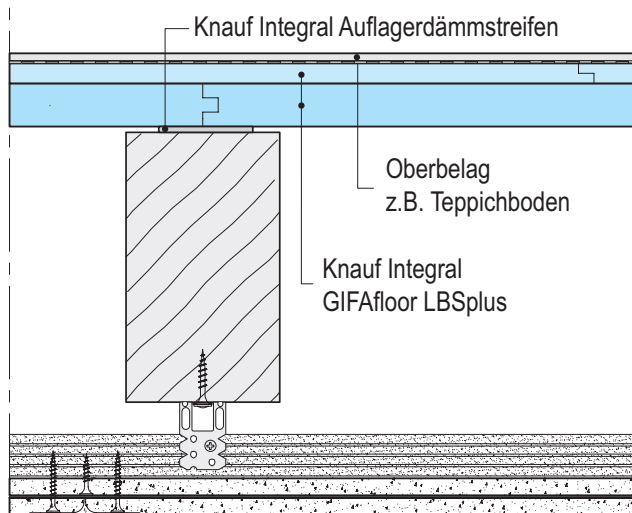 Knauf Integral Auflagerdämmstreifen
Oberbelag
z.B. Teppichboden
Knauf Integral
GIFAfloor LBSplus